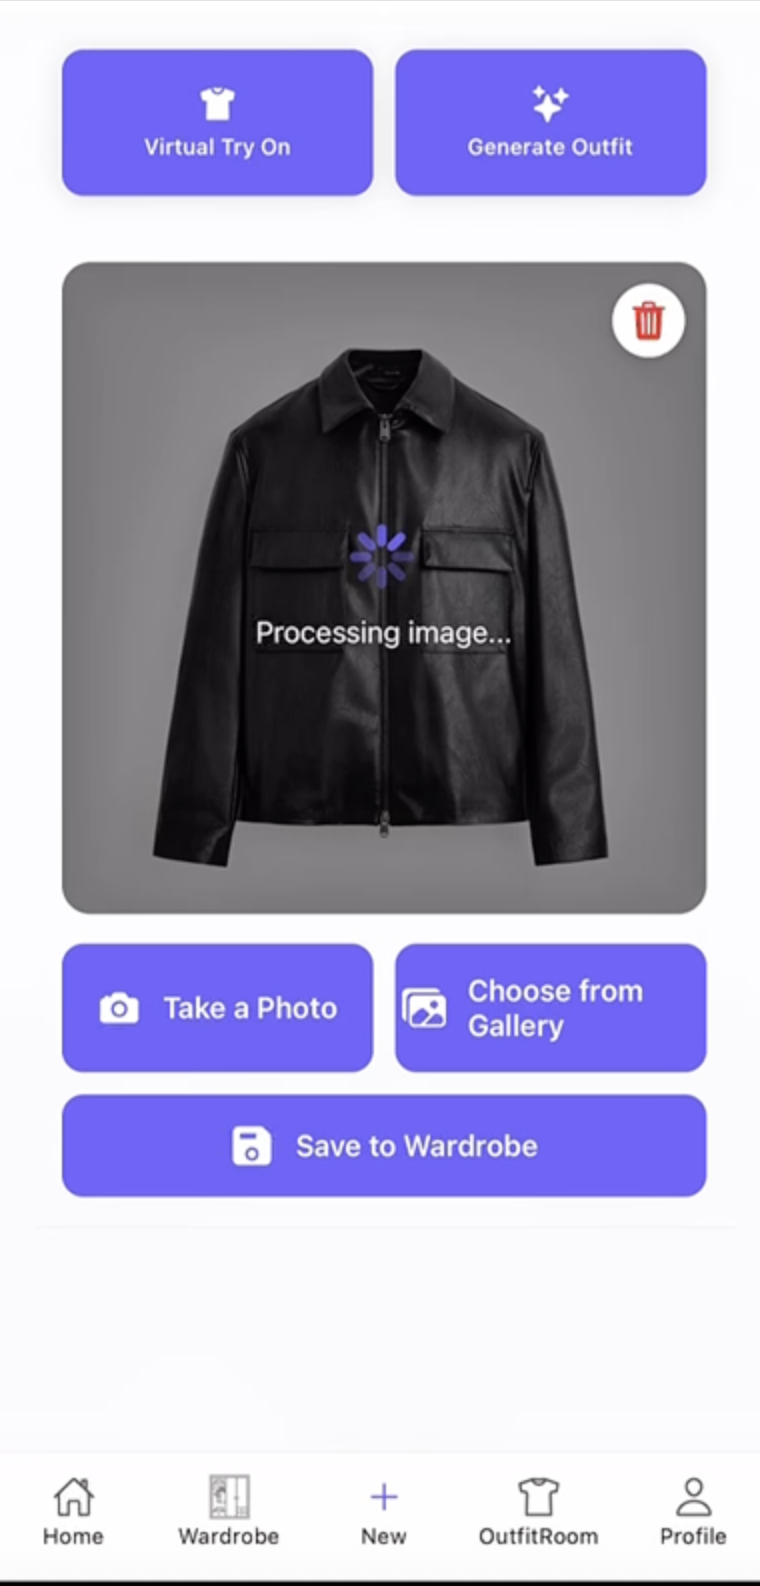 Virtual Try On
Generate Outfit
Processing image...
Take a Photo
Choose from
Gallery
Save to Wardrobe
Home
Wardrobe
New
OutfitRoom
Profile